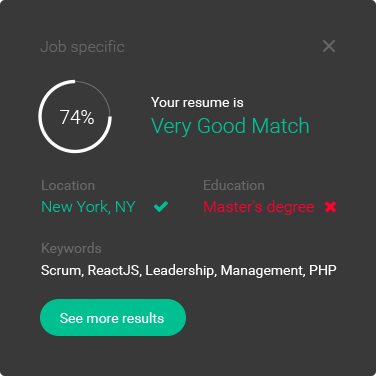 Job specific
74%
Your resume is
Very Good Match
Location
New York, NY
Education
Master's degree
Keywords
Scrum, ReactJS, Leadership, Management, PHP
See more results